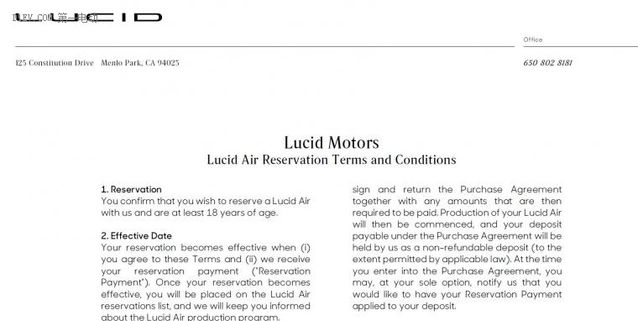 LUCID
Office
125 Constitution Drive Menlo Park, CA 94025
650 802 8181
Lucid Motors
Lucid Air Reservation Terms and Conditions
1. Reservation
You confirm that you wish to reserve a Lucid Air
with us and are at least 18 years of age.
2. Effective Date
Your reservation becomes effective when (i)
you agree to these Terms and (ii) we receive
your reservation payment ("Reservation
Payment"). Once your reservation becomes
effective, you will be placed on the Lucid Air
reservations list, and we will keep you informed
about the Lucid Air production program.
sign and return the Purchase Agreement
together with any amounts that are then
required to be paid. Production of your Lucid Air
will then be commenced, and your deposit
payable under the Purchase Agreement will be
held by us as a non-refundable deposit (to the
extent permitted by applicable law). At the time
you enter into the Purchase Agreement, you
may, at your sole option, notify us that you
would like to have your Reservation Payment
applied to your deposit.